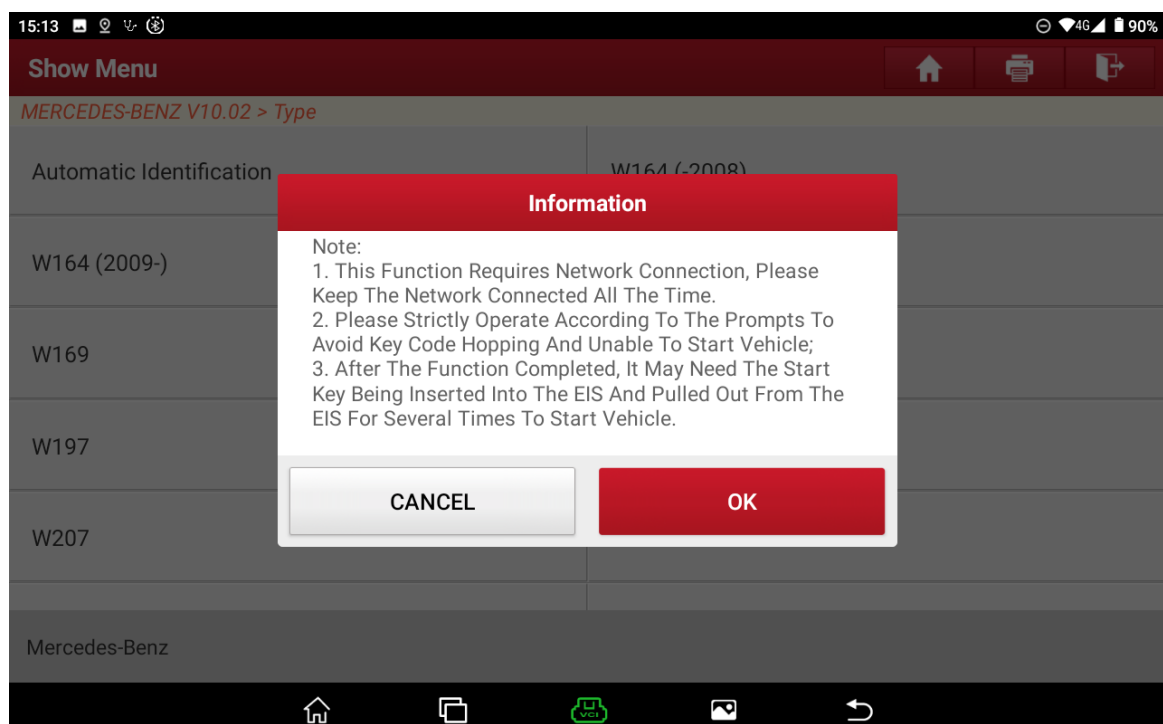 15:13
4G 90%
Show Menu
MERCEDES-BENZ V10.02 > Type
Automatic Identification
W164 (-2008)
Information
Note:
1. This Function Requires Network Connection, Please
Keep The Network Connected All The Time.
2. Please Strictly Operate According To The Prompts To
Avoid Key Code Hopping And Unable To Start Vehicle;
3. After The Function Completed, It May Need The Start
Key Being Inserted Into The EIS And Pulled Out From The
EIS For Several Times To Start Vehicle.
CANCEL
OK
W164 (2009-)
W169
W197
W207
Mercedes-Benz
VCI